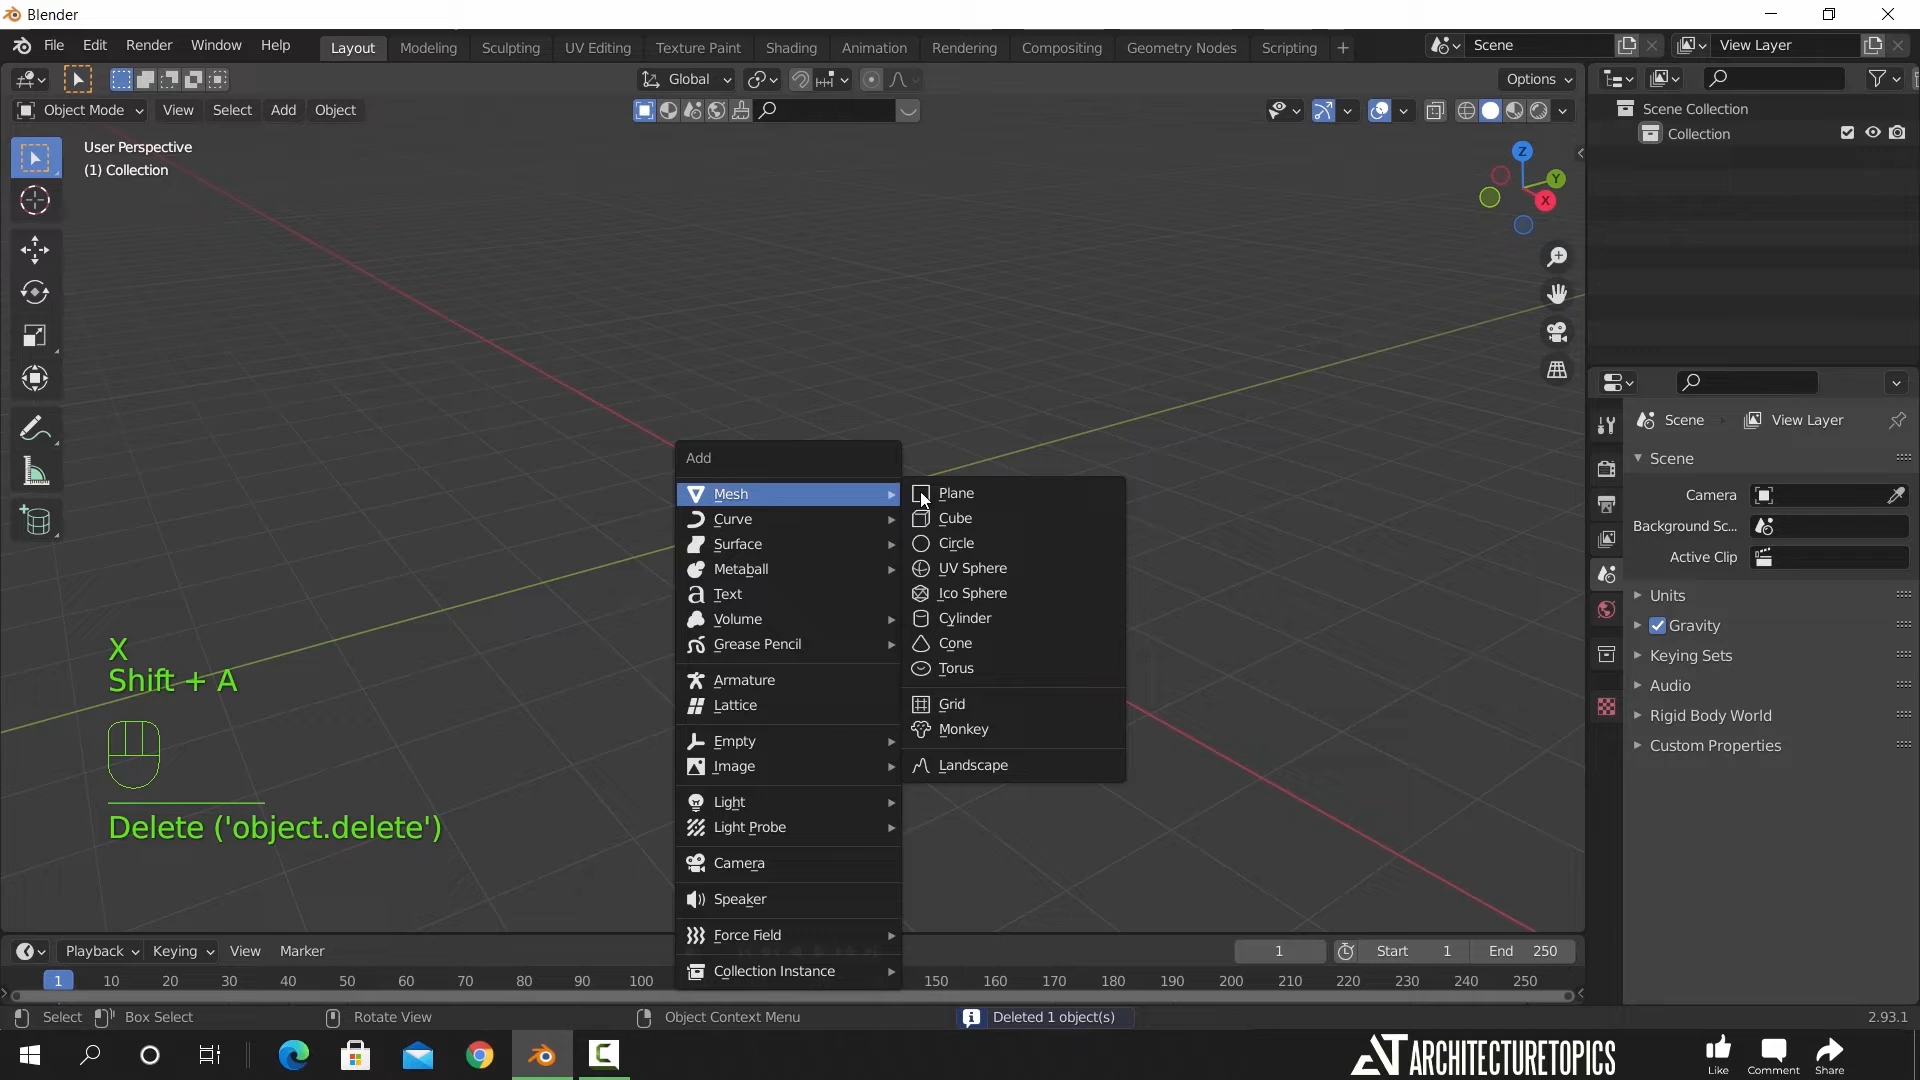 Blender
File Edit Render Window Help
Layout Modeling Sculpting UV Editing Texture Paint Shading Animation Rendering Compositing Geometry Nodes Scripting +
Scene
View Layer
Global
Options
Object Mode View Select Add Object
User Perspective
(1) Collection
Z
Y
X
Scene Collection
Collection
Scene View Layer
Scene
Camera
Background Sc...
Active Clip
Units
Gravity
Keying Sets
Audio
Rigid Body World
Custom Properties
Add
Mesh
Curve
Surface
Metaball
Text
Volume
Grease Pencil
Armature
Lattice
Empty
Image
Light
Light Probe
Camera
Speaker
Force Field
Collection Instance
Plane
Cube
Circle
UV Sphere
Ico Sphere
Cylinder
Cone
Torus
Grid
Monkey
Landscape
X
Shift + A
Delete ('object.delete')
Playback Keying View Marker
1 Start 1 End 250
1 10 20 30 40 50 60 70 80 90 100 150 160 170 180 190 200 210 220 230 240 250
Select Box Select Rotate View Object Context Menu Deleted 1 object(s) 2.93.1
ARCHITECTURETOPICS
Like Comment Share